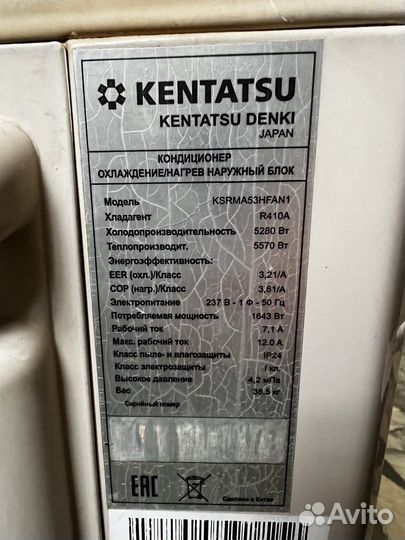 KENTATSU
KENTATSU DENKI
JAPAN
КОНДИЦИОНЕР
ОХЛАЖДЕНИЕ/НАГРЕВ НАРУЖНЫЙ БЛОК
Модель KSRMA53HFAN1
Хладагент R410A
Холодопроизводительность 5280 Вт
Теплопроизводит. 5570 Вт
Энергоэффективность:
EER (охл.)/Класс 3,21/A
COP (нагр.)/Класс 3,61/A
Электропитание 237 В - 1 Ф - 50 Гц
Потребляемая мощность 1643 Вт
Рабочий ток 7.1 А
Макс. рабочий ток 12.0 А
Класс пыле- и влагозащиты IP24
Класс электрозащиты I кл.
Высокое давление 4,2 мПа
Вес 36,5 кг
Серийный номер
EAC
Сделано в Китае
Avito